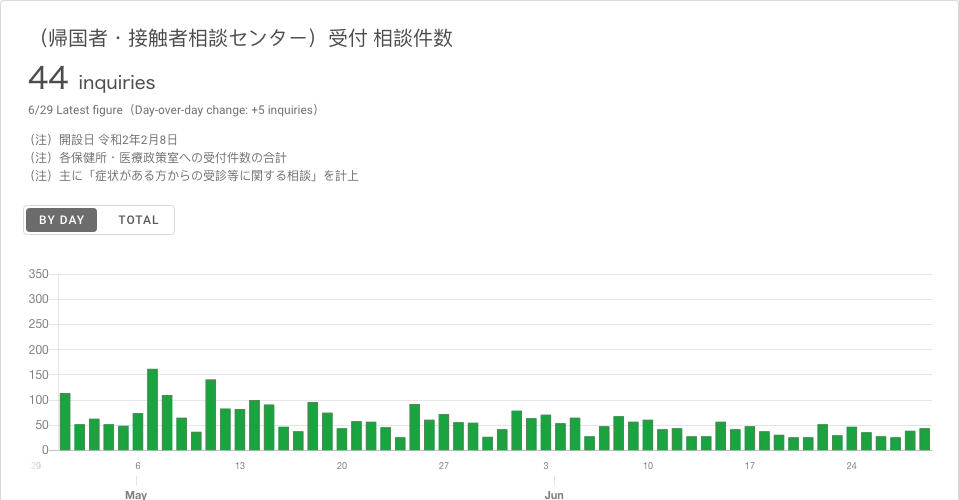 （帰国者・接触者相談センター）受付 相談件数
44 inquiries
6/29 Latest figure（Day-over-day change: +5 inquiries）
（注）開設日 令和2年2月8日
（注）各保健所・医療政策室への受付件数の合計
（注）主に「症状がある方からの受診等に関する相談」を計上
BY DAY TOTAL
350
300
250
200
150
100
50
0
29 6 13 20 27 3 10 17 24
May Jun